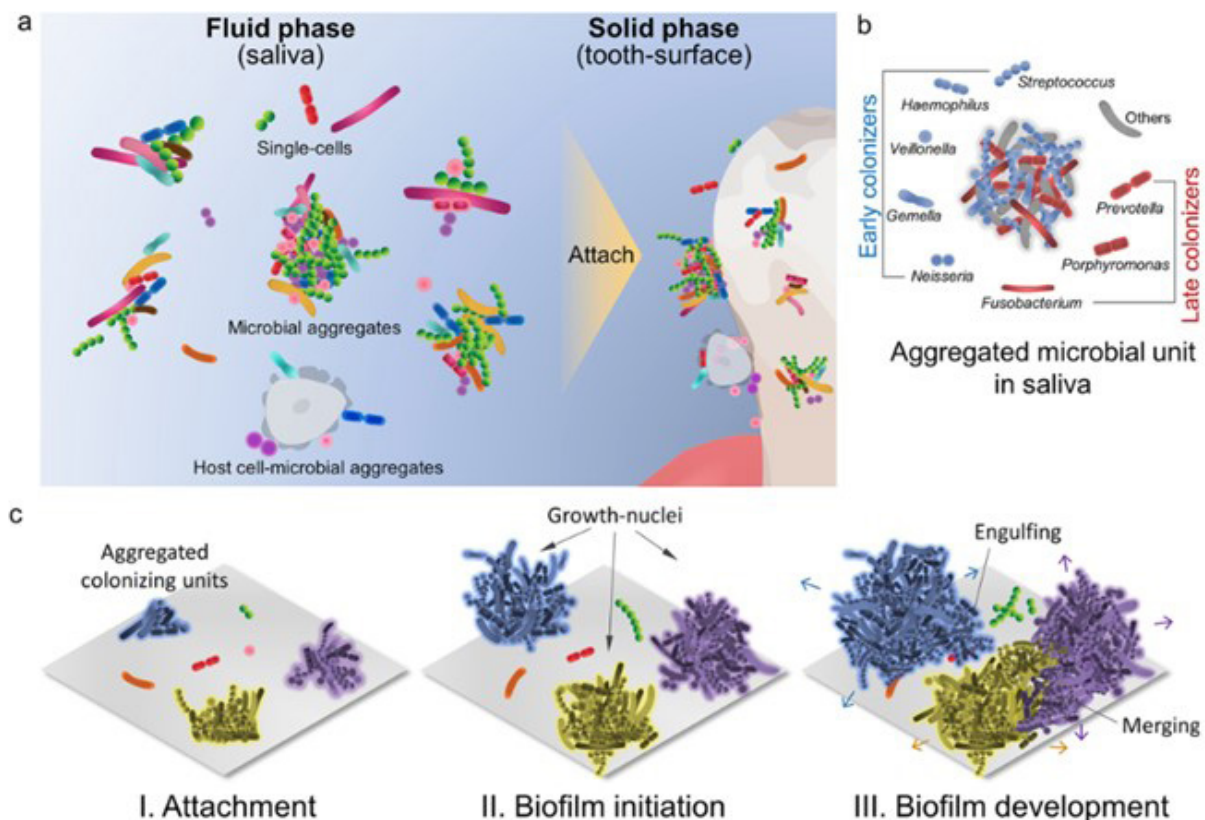 a
Fluid phase
(saliva)
Solid phase
(tooth-surface)
Single-cells
Attach
Microbial aggregates
Host cell-microbial aggregates
b
Early colonizers
Streptococcus
Haemophilus
Others
Veillonella
Gemella
Prevotella
Porphyromonas
Neisseria
Fusobacterium
Late colonizers
Aggregated microbial unit
in saliva
c
Aggregated
colonizing units
Growth-nuclei
Engulfing
Merging
I. Attachment
II. Biofilm initiation
III. Biofilm development